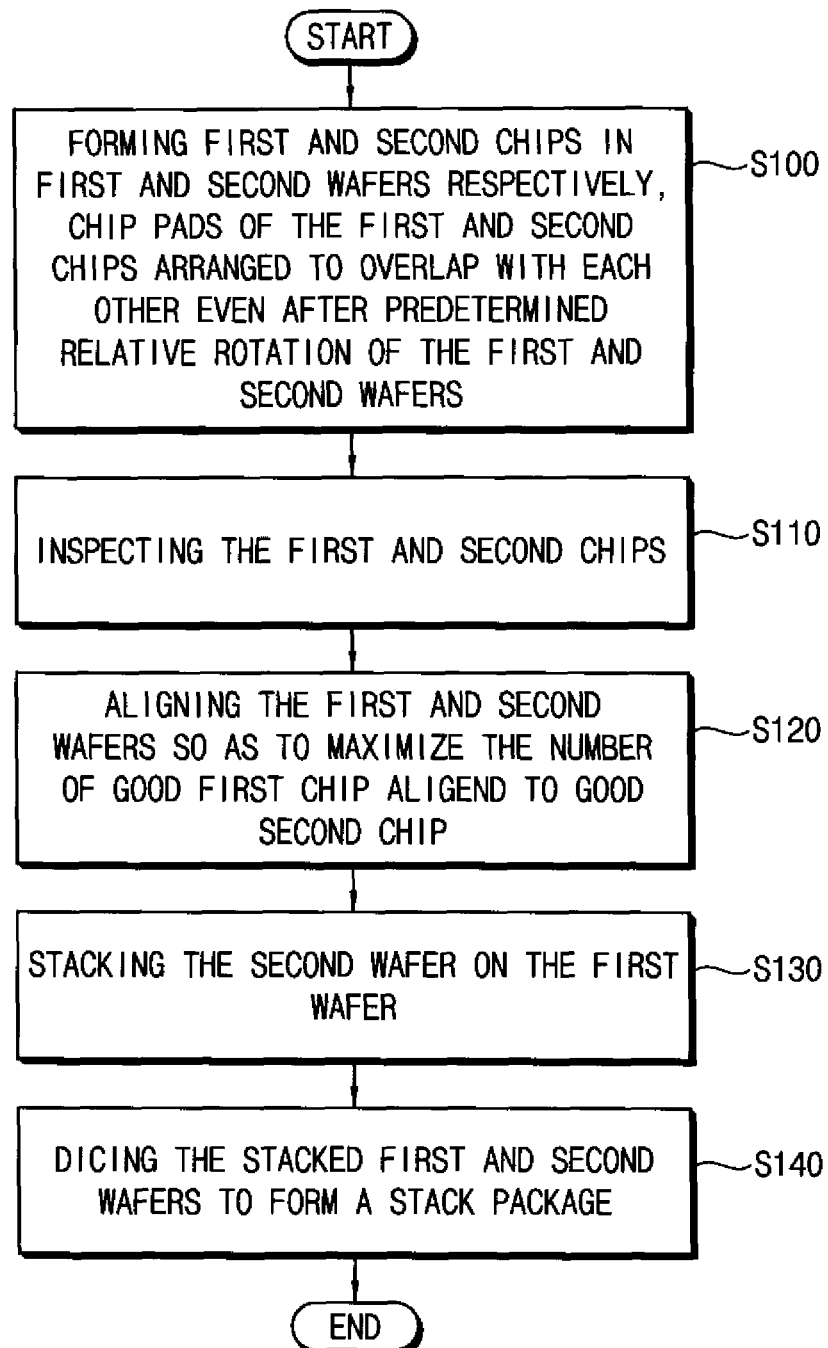 START
FORMING FIRST AND SECOND CHIPS IN
FIRST AND SECOND WAFERS RESPECTIVELY,
CHIP PADS OF THE FIRST AND SECOND
CHIPS ARRANGED TO OVERLAP WITH EACH
OTHER EVEN AFTER PREDETERMINED
RELATIVE ROTATION OF THE FIRST AND
SECOND WAFERS
S100
INSPECTING THE FIRST AND SECOND CHIPS
S110
ALIGNING THE FIRST AND SECOND
WAFERS SO AS TO MAXIMIZE THE NUMBER
OF GOOD FIRST CHIP ALIGEND TO GOOD
SECOND CHIP
S120
STACKING THE SECOND WAFER ON THE FIRST
WAFER
S130
DICING THE STACKED FIRST AND SECOND
WAFERS TO FORM A STACK PACKAGE
S140
END